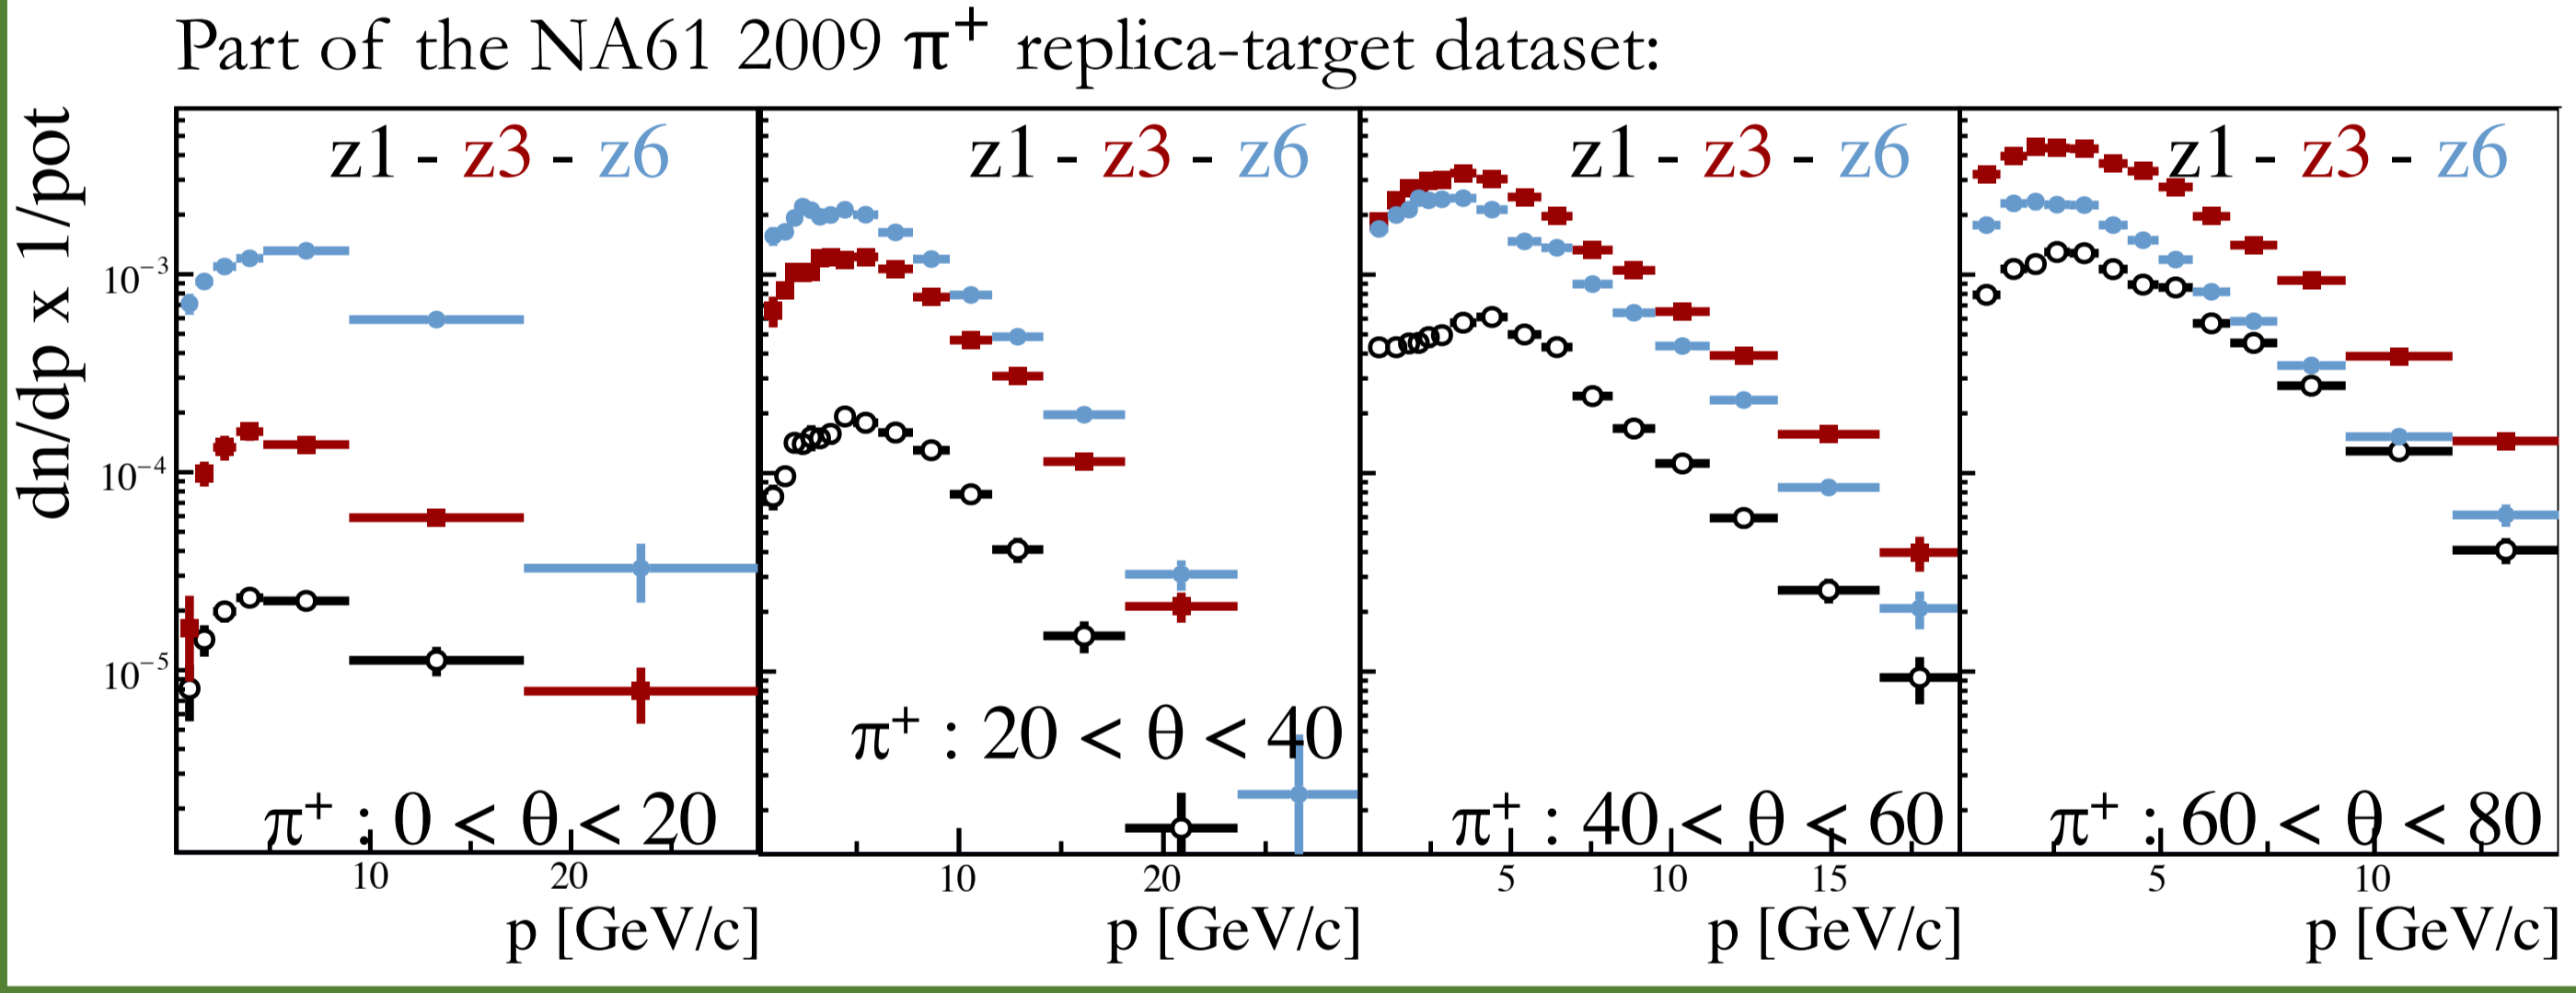 Part of the NA61 2009 π⁺ replica-target dataset:
dn/dp x 1/pot
z1 - z3 - z6
z1 - z3 - z6
z1 - z3 - z6
z1 - z3 - z6
10⁻³
10⁻⁴
10⁻⁵
π⁺ : 0 < θ < 20
π⁺ : 20 < θ < 40
π⁺ : 40 < θ < 60
π⁺ : 60 < θ < 80
10 20
10 20
5 10 15
5 10
p [GeV/c]
p [GeV/c]
p [GeV/c]
p [GeV/c]